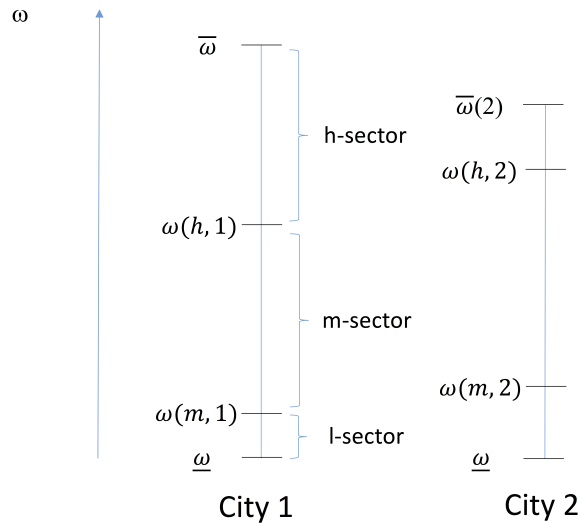 ω
ω̅
ω̅(2)
h-sector
ω(h, 2)
ω(h, 1)
m-sector
ω(m, 2)
ω(m, 1)
l-sector
ω̲
ω̲
City 1
City 2